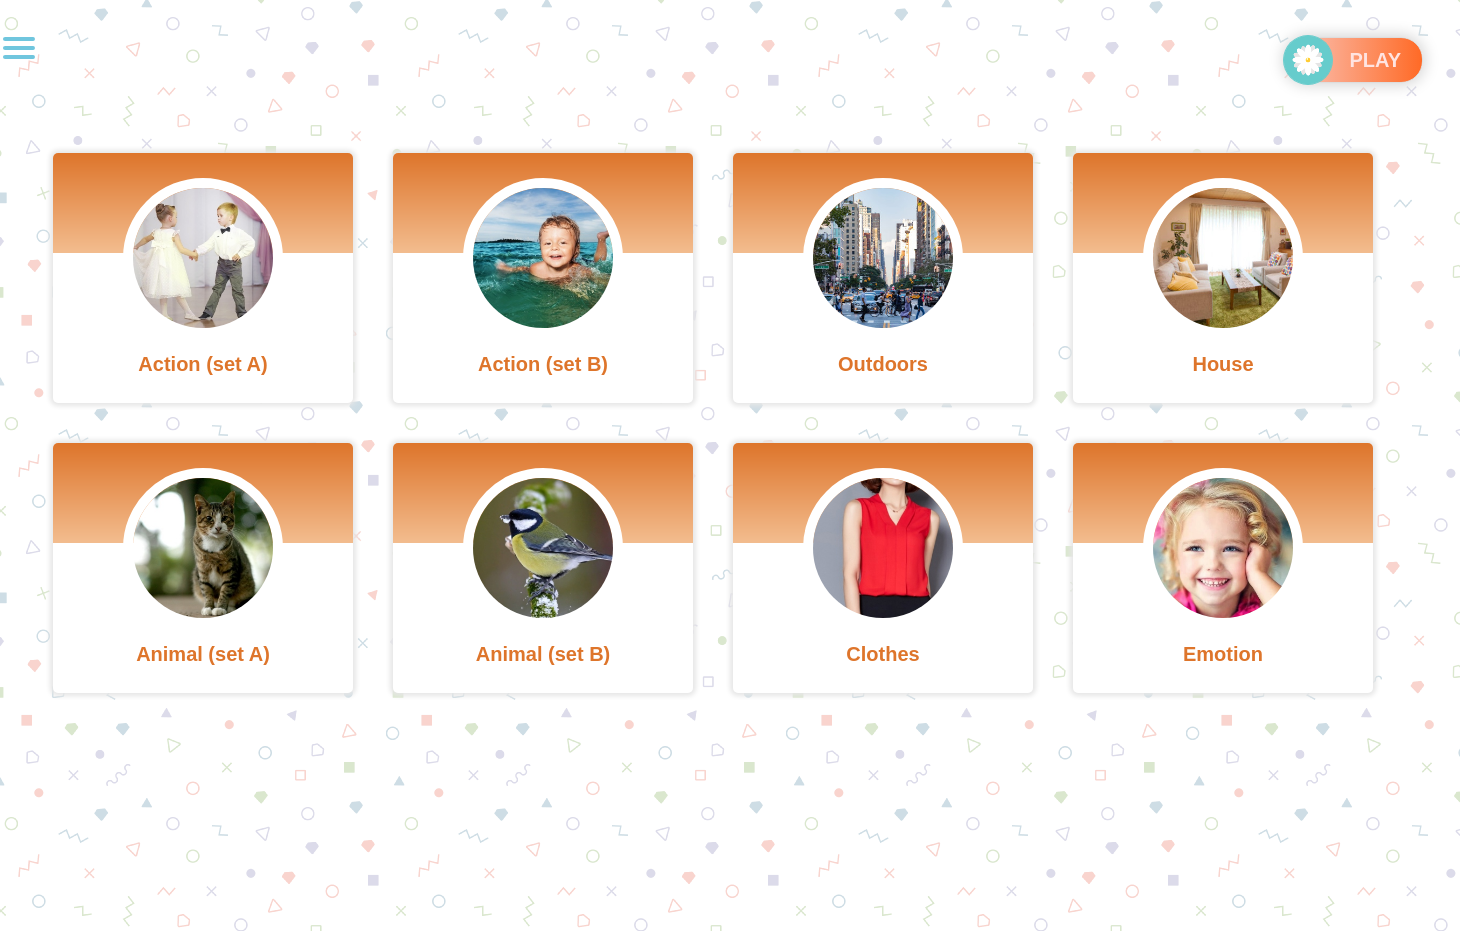 PLAY
Action (set A)
Action (set B)
Outdoors
House
Animal (set A)
Animal (set B)
Clothes
Emotion